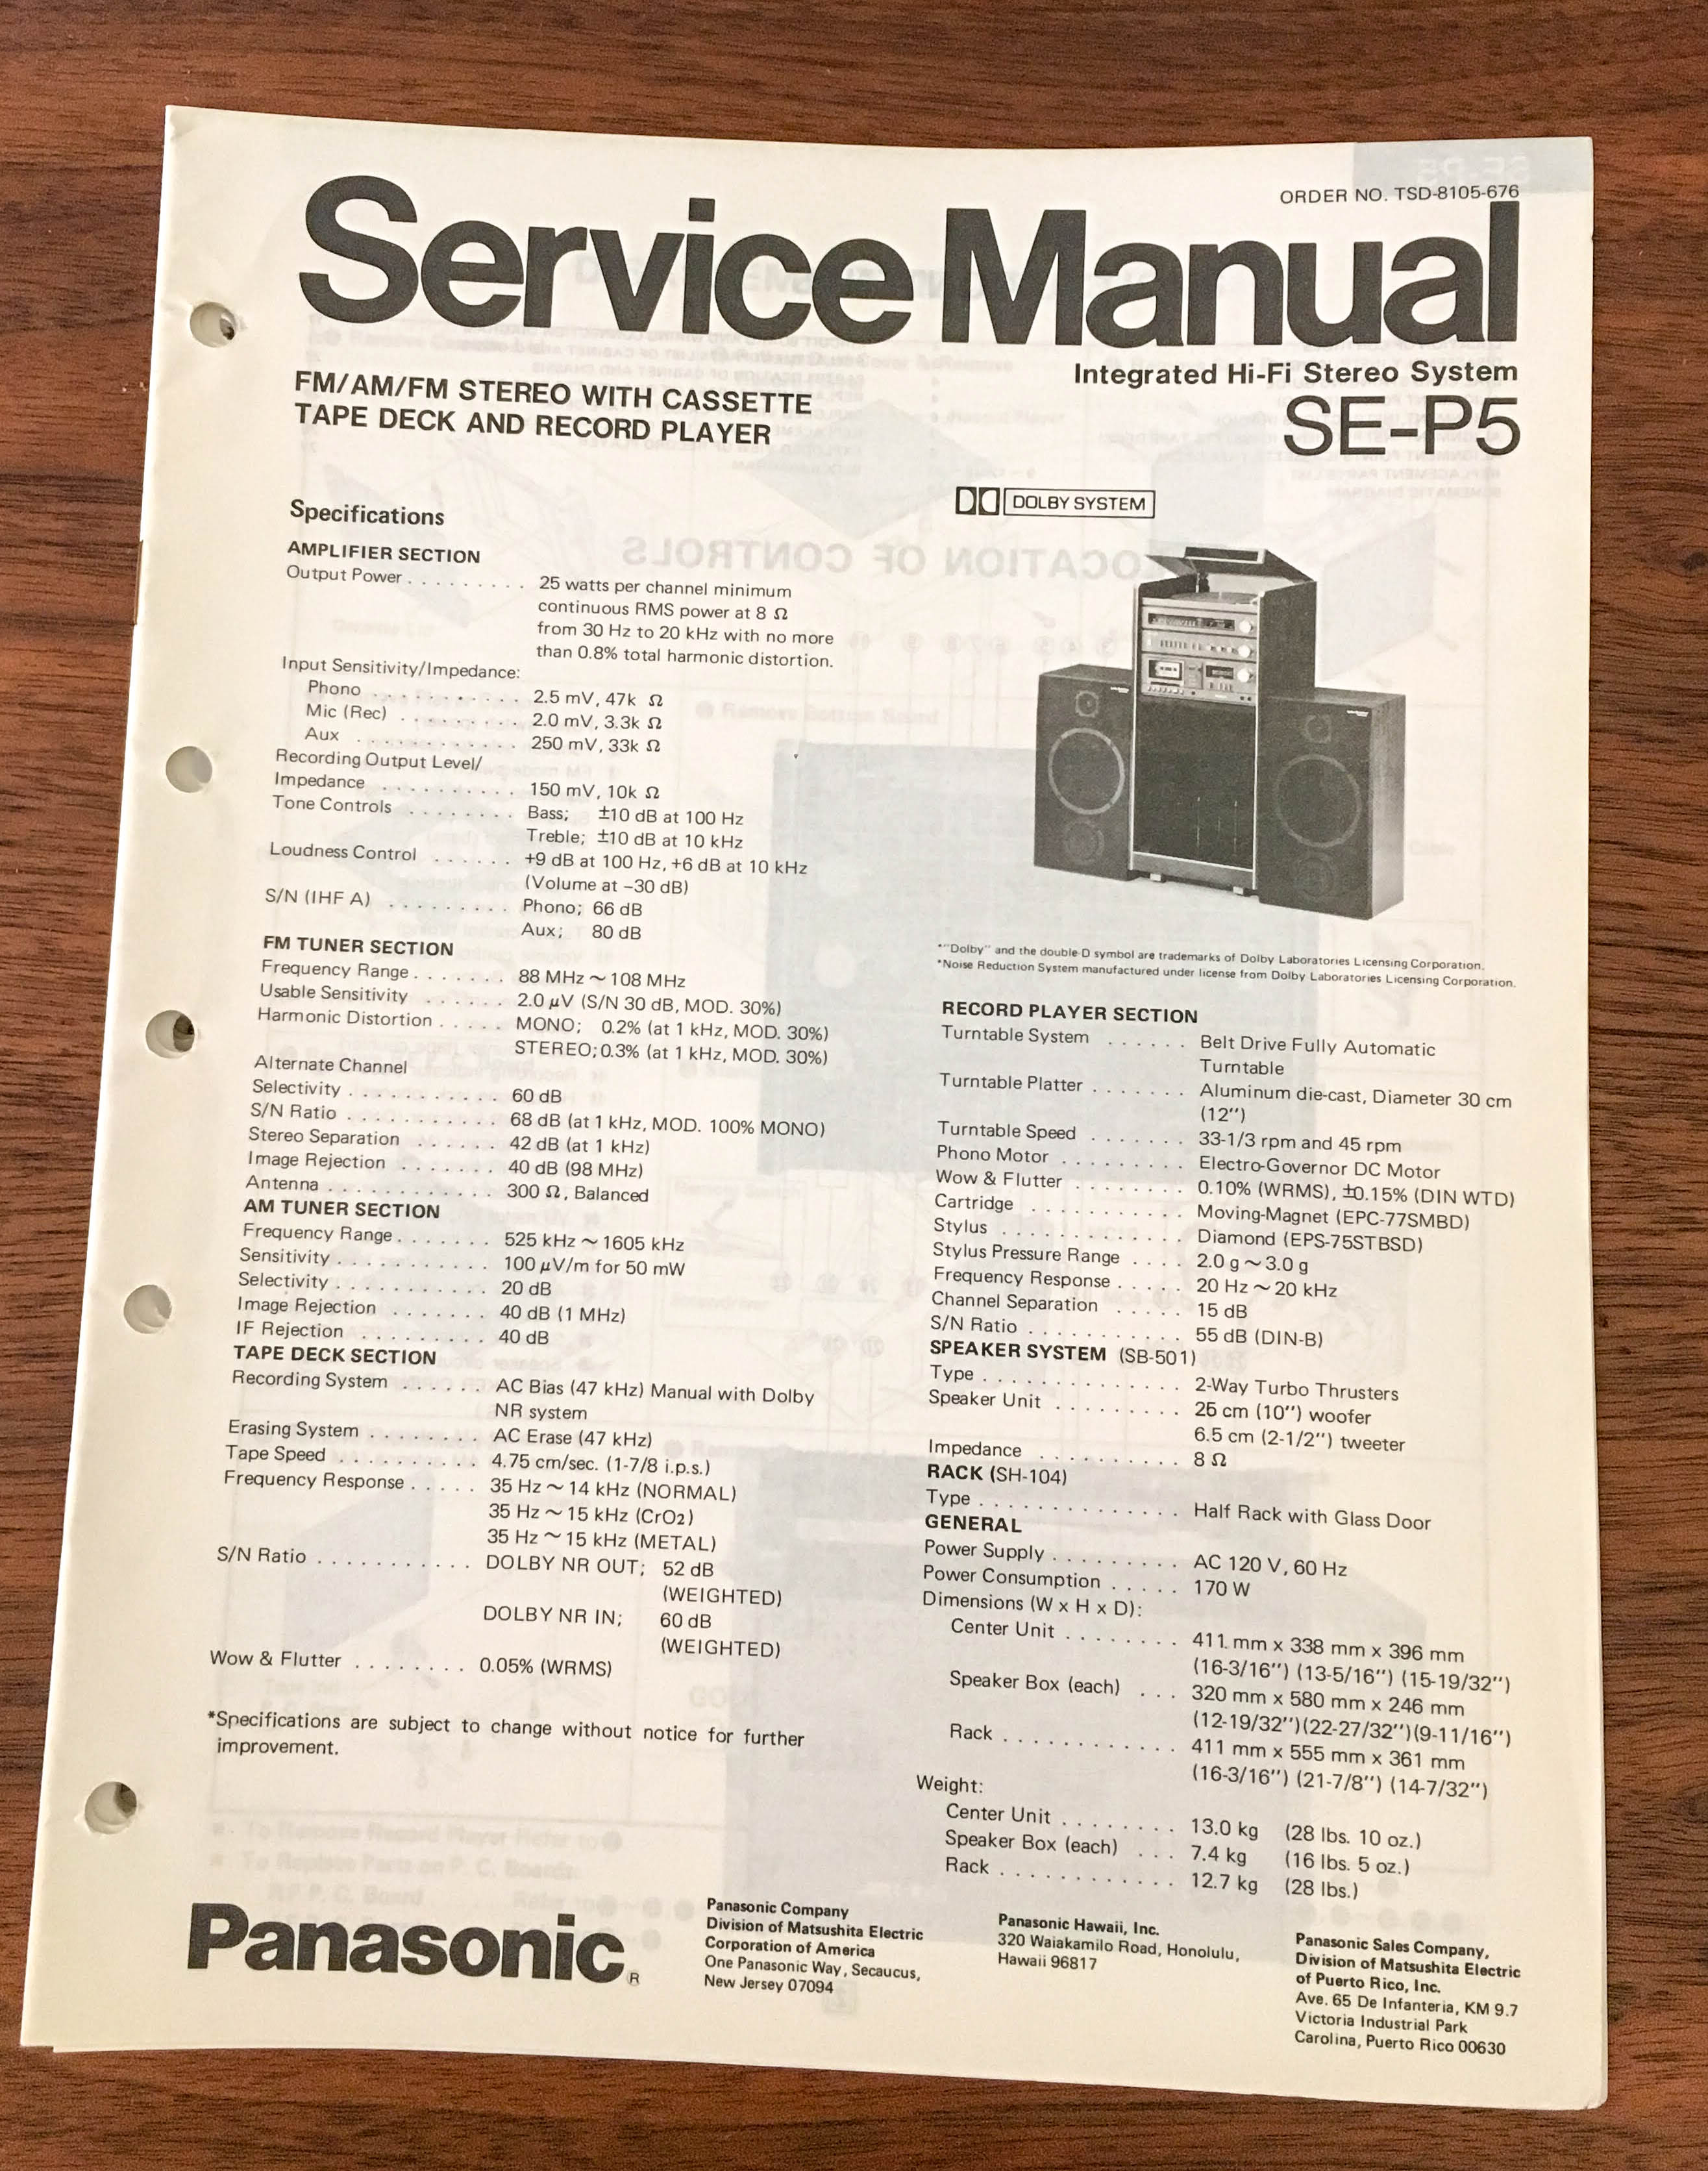 ORDER NO. TSD-8105-676
Service Manual
Integrated Hi-Fi Stereo System
SE-P5
FM/AM/FM STEREO WITH CASSETTE
TAPE DECK AND RECORD PLAYER
DOLBY SYSTEM
Specifications
AMPLIFIER SECTION
Output Power . . . . . . . . . 25 watts per channel minimum
continuous RMS power at 8 Ω
from 30 Hz to 20 kHz with no more
than 0.8% total harmonic distortion.
Input Sensitivity/Impedance:
Phono . . . . . . . . . . . 2.5 mV, 47k Ω
Mic (Rec) . . . . . . . . . 2.0 mV, 3.3k Ω
Aux . . . . . . . . . . . . 250 mV, 33k Ω
Recording Output Level/
Impedance . . . . . . . . . . 150 mV, 10k Ω
Tone Controls . . . . . . . . Bass; ±10 dB at 100 Hz
Treble; ±10 dB at 10 kHz
Loudness Control . . . . . . +9 dB at 100 Hz, +6 dB at 10 kHz
(Volume at −30 dB)
S/N (IHF A) . . . . . . . . . Phono; 66 dB
Aux; 80 dB
FM TUNER SECTION
Frequency Range . . . . . . . 88 MHz ~ 108 MHz
Usable Sensitivity . . . . . . 2.0 μV (S/N 30 dB, MOD. 30%)
Harmonic Distortion . . . . . MONO; 0.2% (at 1 kHz, MOD. 30%)
STEREO; 0.3% (at 1 kHz, MOD. 30%)
Alternate Channel
Selectivity . . . . . . . . . . . 60 dB
S/N Ratio . . . . . . . . . . . 68 dB (at 1 kHz, MOD. 100% MONO)
Stereo Separation . . . . . . 42 dB (at 1 kHz)
Image Rejection . . . . . . . 40 dB (98 MHz)
Antenna . . . . . . . . . . . . 300 Ω, Balanced
AM TUNER SECTION
Frequency Range . . . . . . . 525 kHz ~ 1605 kHz
Sensitivity . . . . . . . . . . . 100 μV/m for 50 mW
Selectivity . . . . . . . . . . . 20 dB
Image Rejection . . . . . . . 40 dB (1 MHz)
IF Rejection . . . . . . . . . 40 dB
TAPE DECK SECTION
Recording System . . . . . . AC Bias (47 kHz) Manual with Dolby
NR system
Erasing System . . . . . . . . AC Erase (47 kHz)
Tape Speed . . . . . . . . . . 4.75 cm/sec. (1-7/8 i.p.s.)
Frequency Response . . . . . 35 Hz ~ 14 kHz (NORMAL)
35 Hz ~ 15 kHz (CrO2)
35 Hz ~ 15 kHz (METAL)
S/N Ratio . . . . . . . . . . . DOLBY NR OUT; 52 dB
(WEIGHTED)
DOLBY NR IN; 60 dB
(WEIGHTED)
Wow & Flutter . . . . . . . . 0.05% (WRMS)
*Specifications are subject to change without notice for further
improvement.
*"Dolby" and the double-D symbol are trademarks of Dolby Laboratories Licensing Corporation.
*Noise Reduction System manufactured under license from Dolby Laboratories Licensing Corporation.
RECORD PLAYER SECTION
Turntable System . . . . . . Belt Drive Fully Automatic
Turntable
Turntable Platter . . . . . . . Aluminum die-cast, Diameter 30 cm
(12'')
Turntable Speed . . . . . . . 33-1/3 rpm and 45 rpm
Phono Motor . . . . . . . . . Electro-Governor DC Motor
Wow & Flutter . . . . . . . . 0.10% (WRMS), ±0.15% (DIN WTD)
Cartridge . . . . . . . . . . . Moving-Magnet (EPC-77SMBD)
Stylus . . . . . . . . . . . . . Diamond (EPS-75STBSD)
Stylus Pressure Range . . . . 2.0 g ~ 3.0 g
Frequency Response . . . . . 20 Hz ~ 20 kHz
Channel Separation . . . . . 15 dB
S/N Ratio . . . . . . . . . . . 55 dB (DIN-B)
SPEAKER SYSTEM (SB-501)
Type . . . . . . . . . . . . . . 2-Way Turbo Thrusters
Speaker Unit . . . . . . . . . 25 cm (10'') woofer
6.5 cm (2-1/2'') tweeter
Impedance . . . . . . . . . . 8 Ω
RACK (SH-104)
Type . . . . . . . . . . . . . . Half Rack with Glass Door
GENERAL
Power Supply . . . . . . . . . AC 120 V, 60 Hz
Power Consumption . . . . . 170 W
Dimensions (W x H x D):
Center Unit . . . . . . . . 411 mm x 338 mm x 396 mm
(16-3/16'') (13-5/16'') (15-19/32'')
Speaker Box (each) . . . 320 mm x 580 mm x 246 mm
(12-19/32'')(22-27/32'')(9-11/16'')
Rack . . . . . . . . . . . . 411 mm x 555 mm x 361 mm
(16-3/16'') (21-7/8'') (14-7/32'')
Weight:
Center Unit . . . . . . . . 13.0 kg (28 lbs. 10 oz.)
Speaker Box (each) . . . 7.4 kg (16 lbs. 5 oz.)
Rack . . . . . . . . . . . . 12.7 kg (28 lbs.)
Panasonic®
Panasonic Company
Division of Matsushita Electric
Corporation of America
One Panasonic Way, Secaucus,
New Jersey 07094
Panasonic Hawaii, Inc.
320 Waiakamilo Road, Honolulu,
Hawaii 96817
Panasonic Sales Company,
Division of Matsushita Electric
of Puerto Rico, Inc.
Ave. 65 De Infanteria, KM 9.7
Victoria Industrial Park
Carolina, Puerto Rico 00630